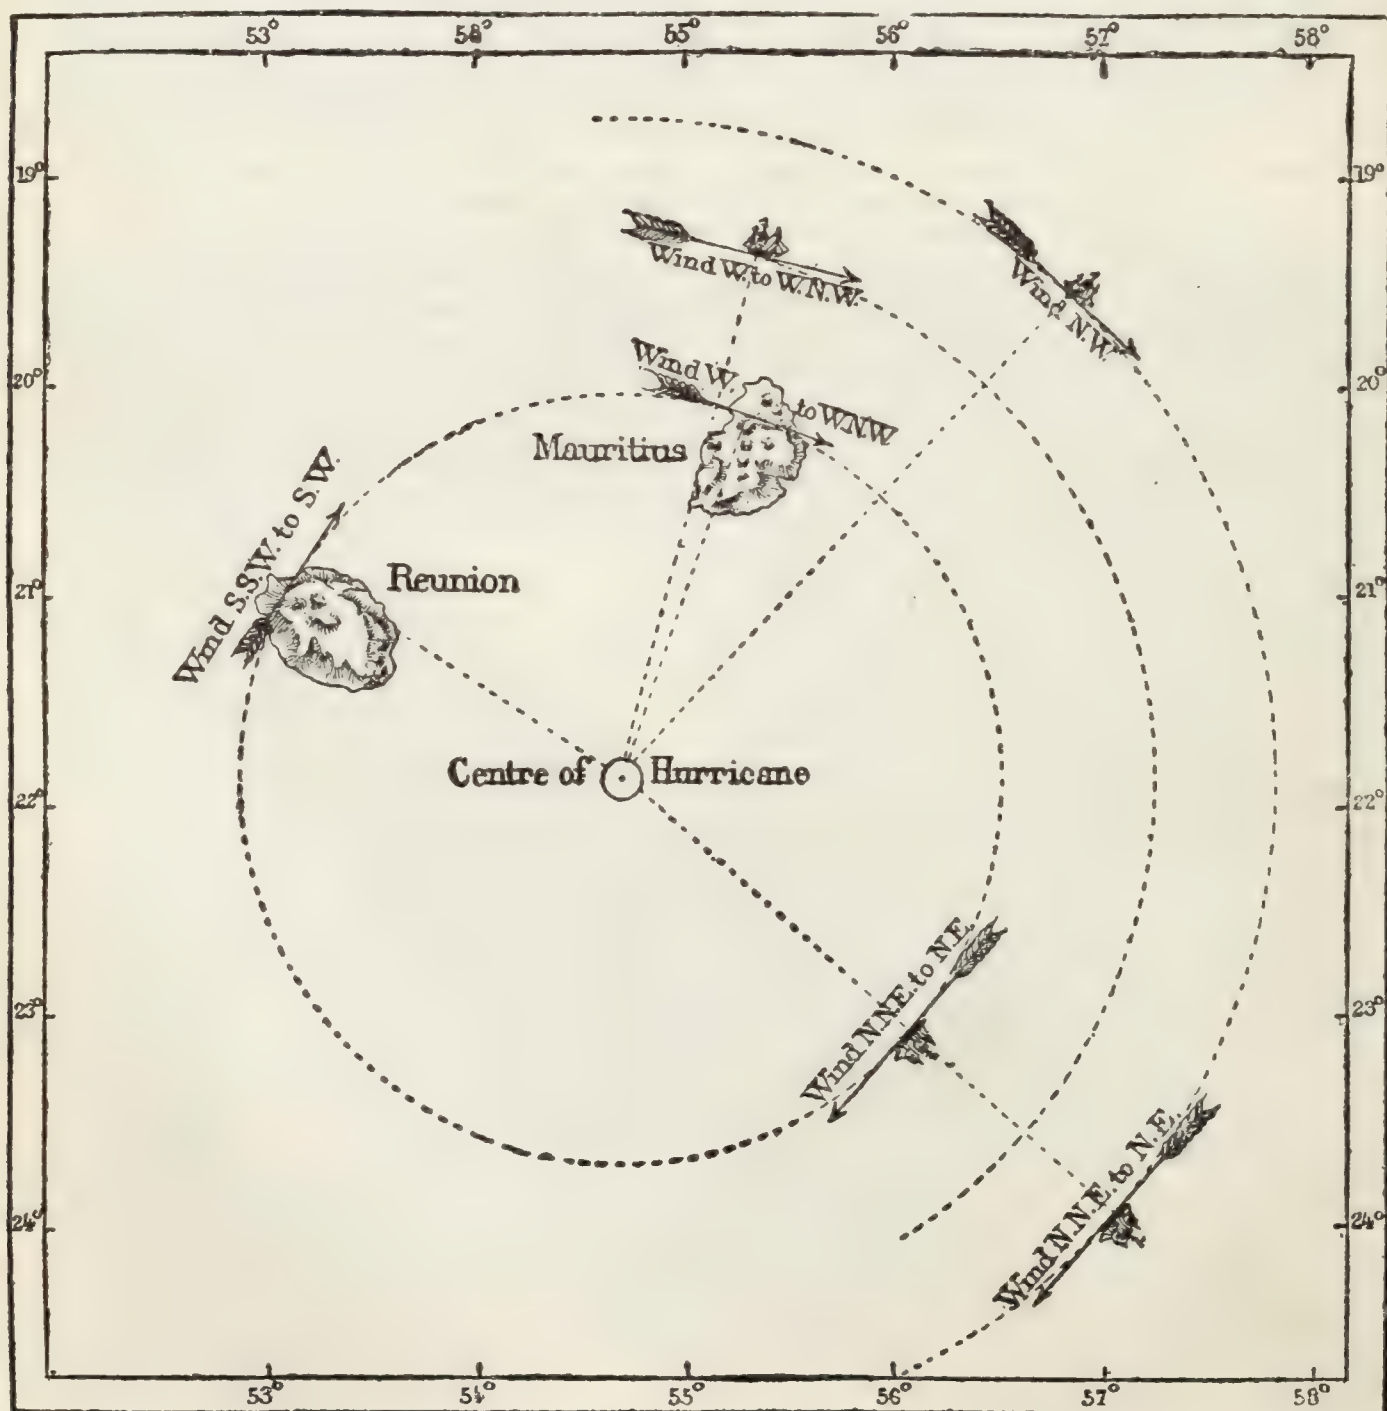 53° 54° 55° 56° 57° 58°
19° 19°
Wind W. to W.N.W.
Wind N.W.
20° 20°
Wind W. to W.N.W
Mauritius
Wind S.S.W. to S.W.
21° 21°
Reunion
Centre of Hurricane
22° 22°
Wind N.N.E. to N.E.
23° 23°
Wind N.N.E. to N.E.
24° 24°
53° 54° 55° 56° 57° 58°